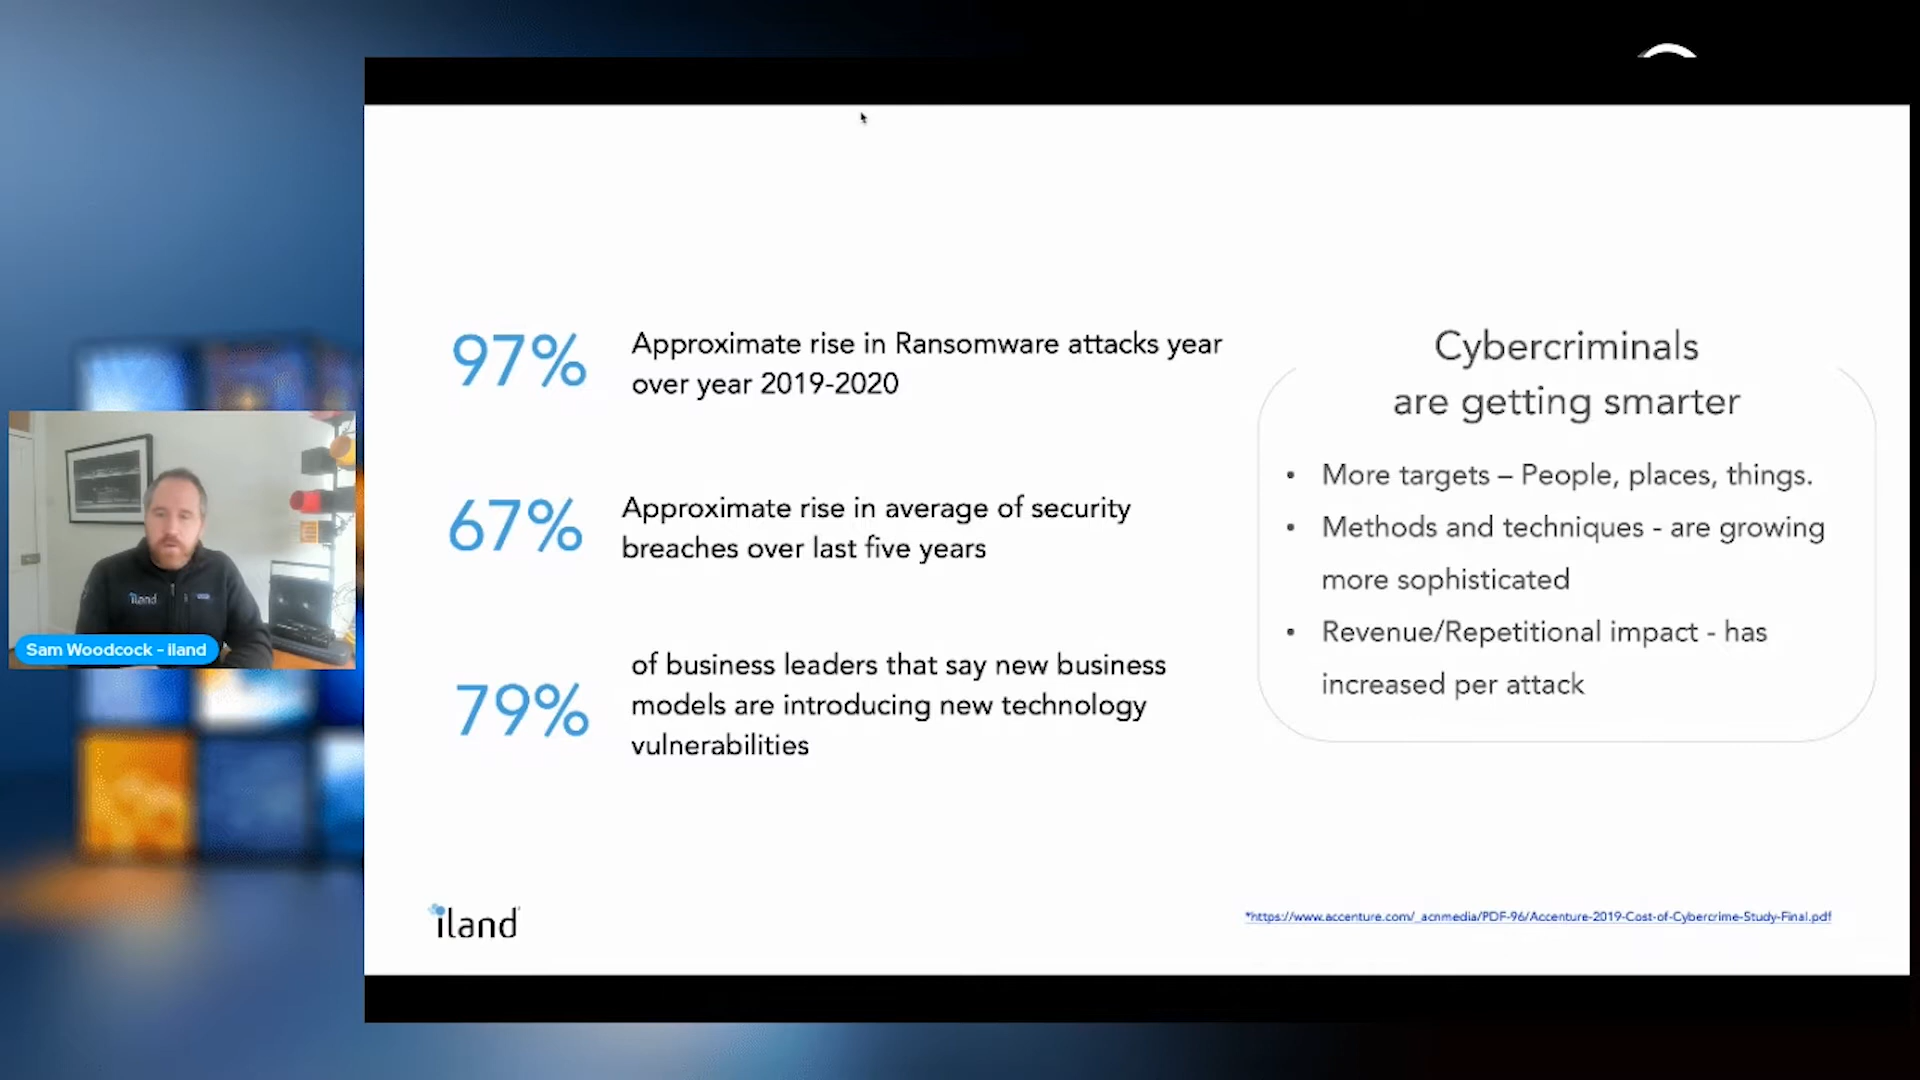 97%
Approximate rise in Ransomware attacks year
over year 2019-2020
67%
Approximate rise in average of security
breaches over last five years
79%
of business leaders that say new business
models are introducing new technology
vulnerabilities
Cybercriminals
are getting smarter
• More targets – People, places, things.
• Methods and techniques - are growing
more sophisticated
• Revenue/Repetitional impact - has
increased per attack
iland
Sam Woodcock - iland
iland
*https://www.accenture.com/_acnmedia/PDF-96/Accenture-2019-Cost-of-Cybercrime-Study-Final.pdf